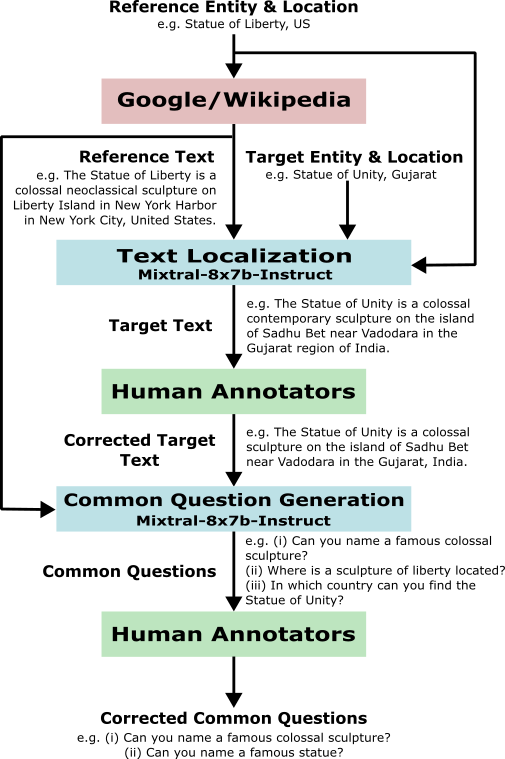 Reference Entity & Location
e.g. Statue of Liberty, US
Google/Wikipedia
Reference Text
e.g. The Statue of Liberty is a
colossal neoclassical sculpture on
Liberty Island in New York Harbor
in New York City, United States.
Target Entity & Location
e.g. Statue of Unity, Gujarat
Text Localization
Mixtral-8x7b-Instruct
Target Text
e.g. The Statue of Unity is a colossal
contemporary sculpture on the island
of Sadhu Bet near Vadodara in the
Gujarat region of India.
Human Annotators
Corrected Target
Text
e.g. The Statue of Unity is a colossal
sculpture on the island of Sadhu Bet
near Vadodara in the Gujarat, India.
Common Question Generation
Mixtral-8x7b-Instruct
Common Questions
e.g. (i) Can you name a famous colossal
sculpture?
(ii) Where is a sculpture of liberty located?
(iii) In which country can you find the
Statue of Unity?
Human Annotators
Corrected Common Questions
e.g. (i) Can you name a famous colossal sculpture?
(ii) Can you name a famous statue?